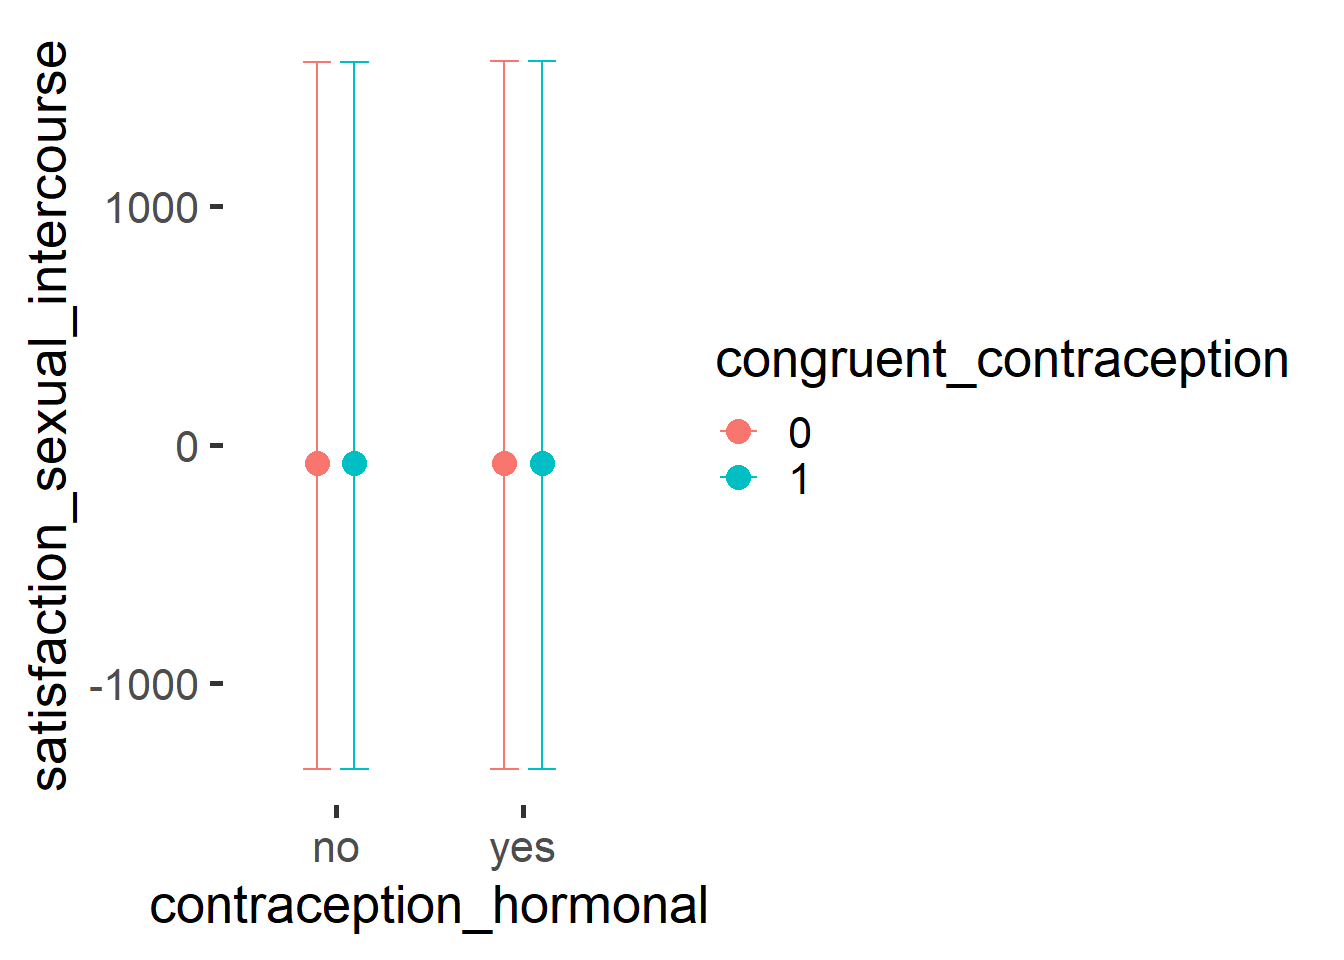 satisfaction_sexual_intercourse
1000
0
-1000
no yes
contraception_hormonal
congruent_contraception
0
1